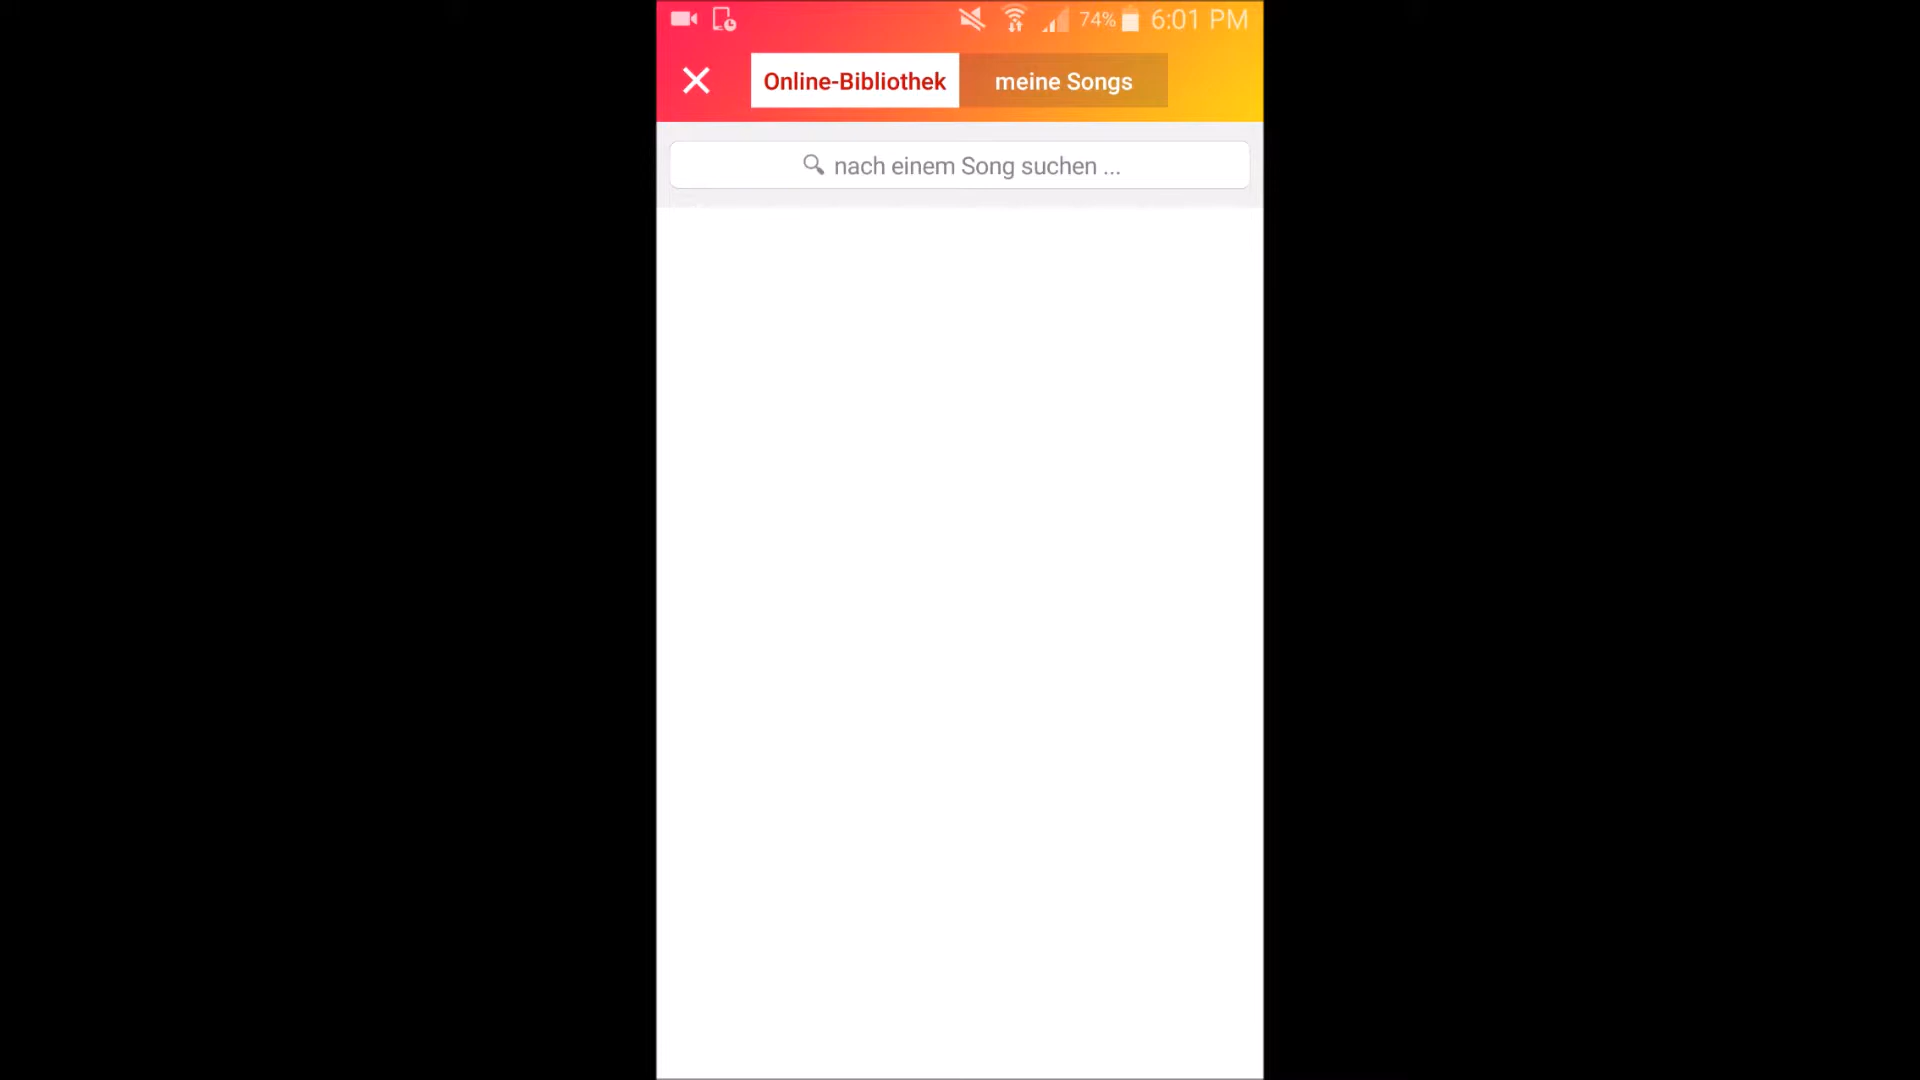 74% 6:01 PM
Online-Bibliothek meine Songs
nach einem Song suchen ...